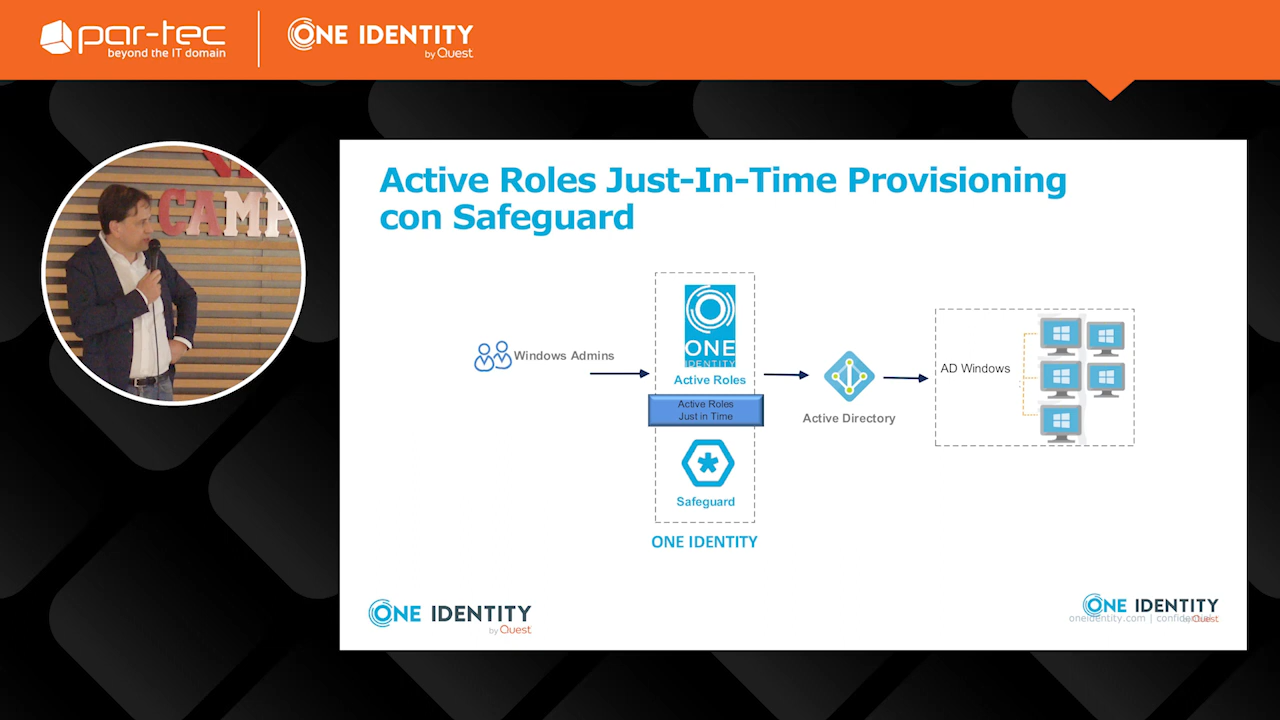 par-tec
beyond the IT domain
ONE IDENTITY
by Quest
CAMP
Active Roles Just-In-Time Provisioning
con Safeguard
Windows Admins
ONE
IDENTITY
Active Roles
Active Roles
Just in Time
Safeguard
ONE IDENTITY
Active Directory
AD Windows
ONE IDENTITY
by Quest
ONE IDENTITY
by Quest
oneidentity.com | confidential